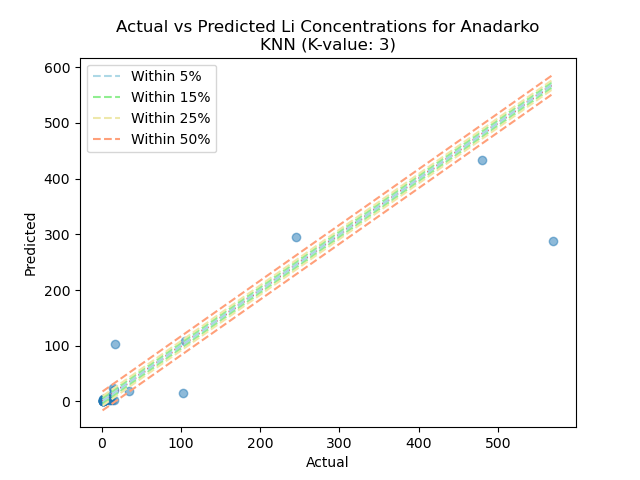 Actual vs Predicted Li Concentrations for Anadarko
KNN (K-value: 3)
Within 5%
Within 15%
Within 25%
Within 50%
600
500
400
300
200
100
0
Predicted
0 100 200 300 400 500
Actual